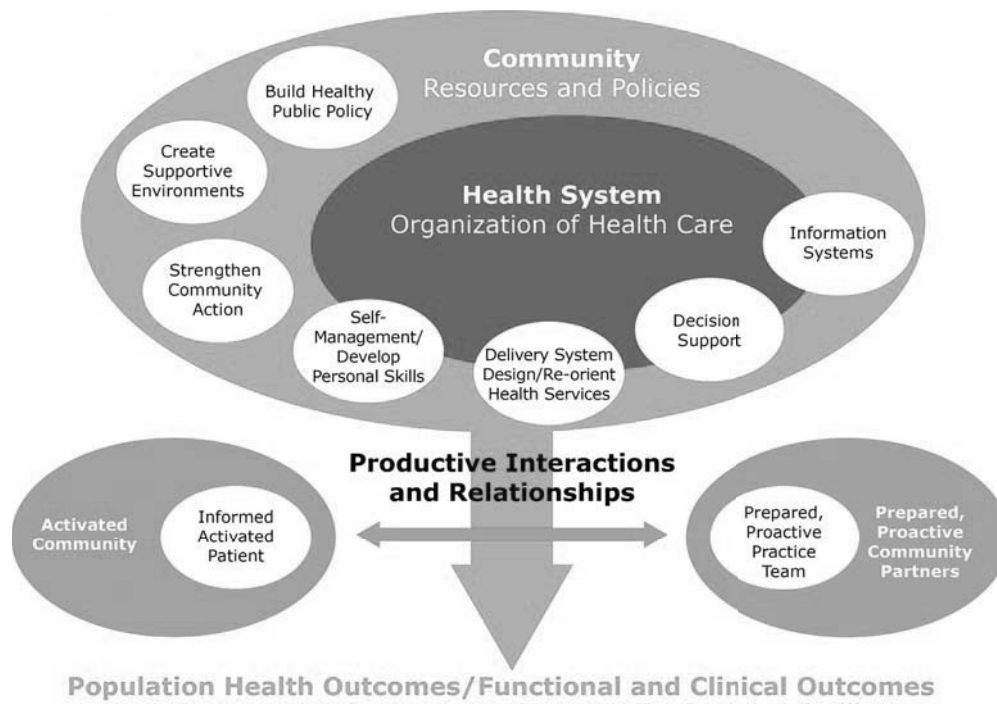 Community
Resources and Policies
Build Healthy
Public Policy
Create
Supportive
Environments
Strengthen
Community
Action
Health System
Organization of Health Care
Self-
Management/
Develop
Personal Skills
Delivery System
Design/Re-orient
Health Services
Decision
Support
Information
Systems
Productive Interactions
and Relationships
Activated
Community
Informed
Activated
Patient
Prepared,
Proactive
Practice
Team
Prepared,
Proactive
Community
Partners
Population Health Outcomes/Functional and Clinical Outcomes